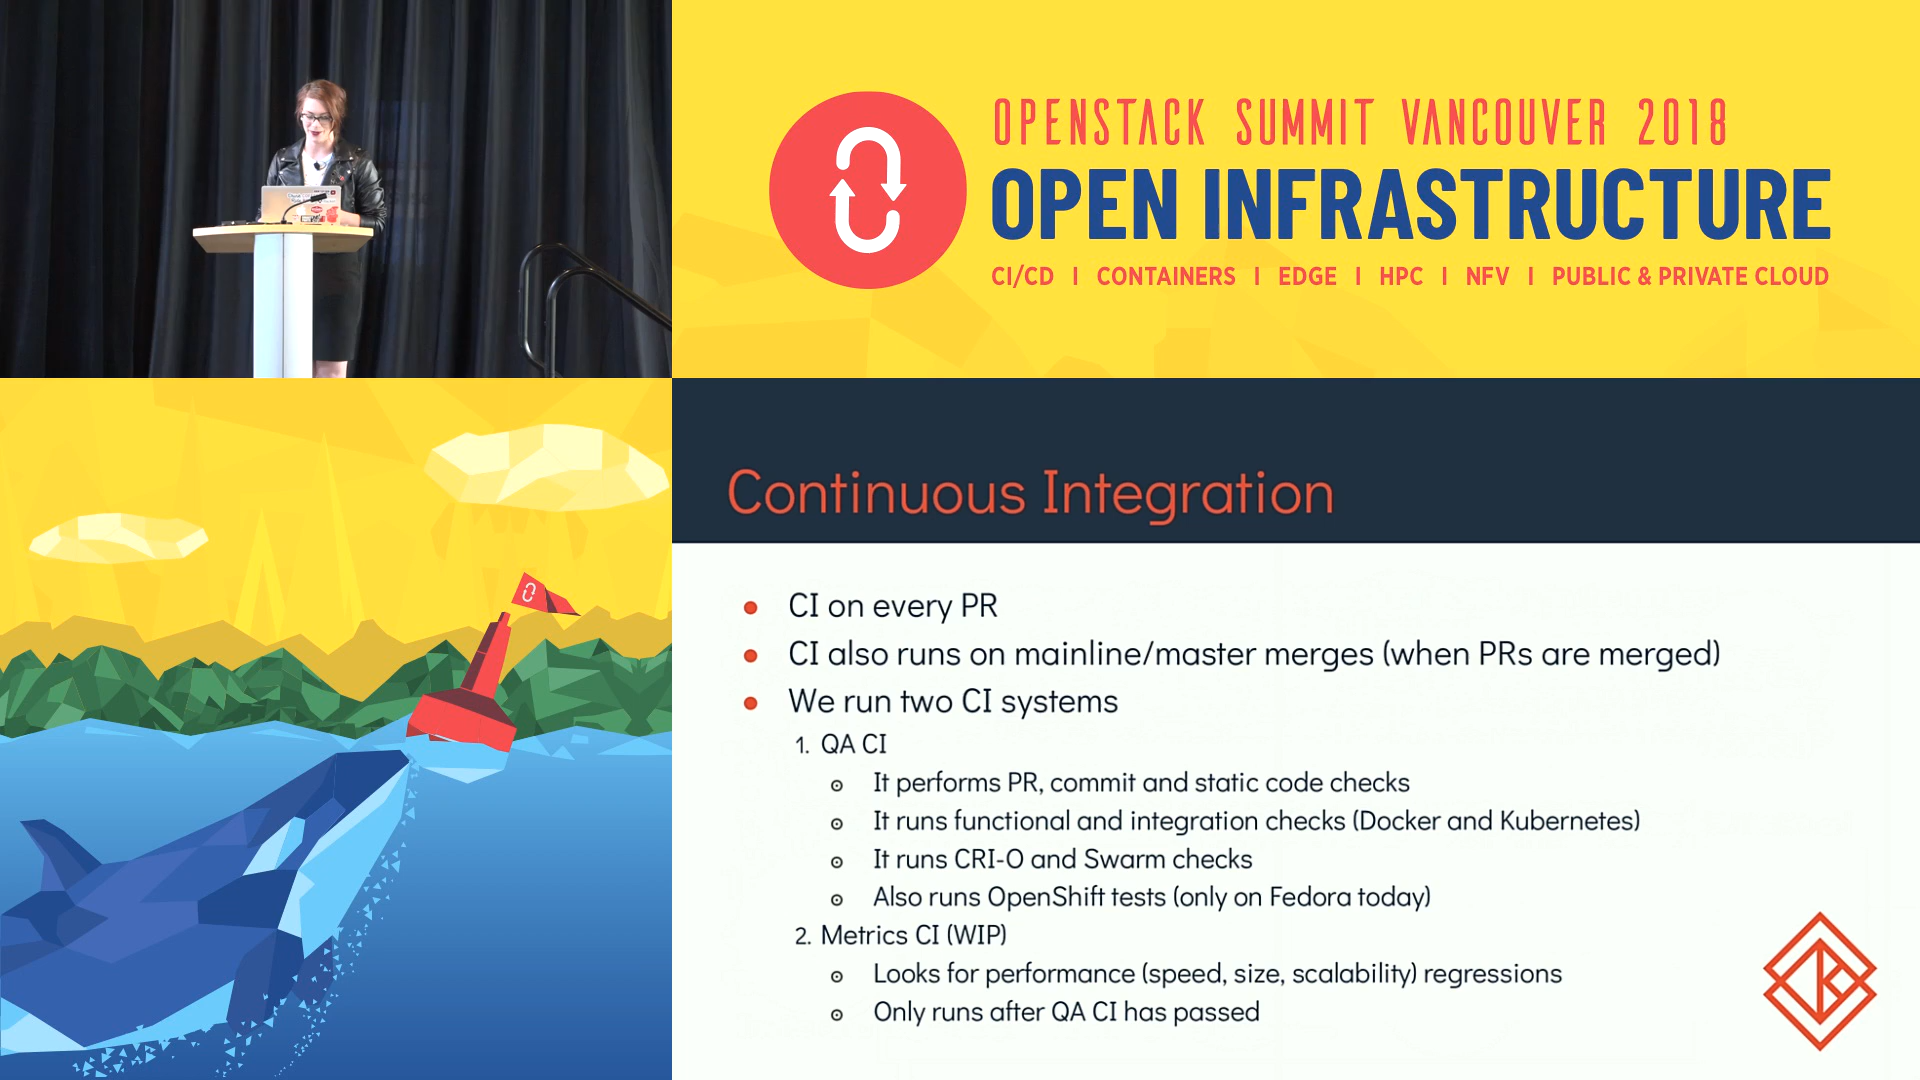 OPENSTACK SUMMIT VANCOUVER 2018
OPEN INFRASTRUCTURE
CI/CD | CONTAINERS | EDGE | HPC | NFV | PUBLIC & PRIVATE CLOUD
Continuous Integration
• CI on every PR
• CI also runs on mainline/master merges (when PRs are merged)
• We run two CI systems
1. QA CI
It performs PR, commit and static code checks
It runs functional and integration checks (Docker and Kubernetes)
It runs CRI-O and Swarm checks
Also runs OpenShift tests (only on Fedora today)
2. Metrics CI (WIP)
Looks for performance (speed, size, scalability) regressions
Only runs after QA CI has passed